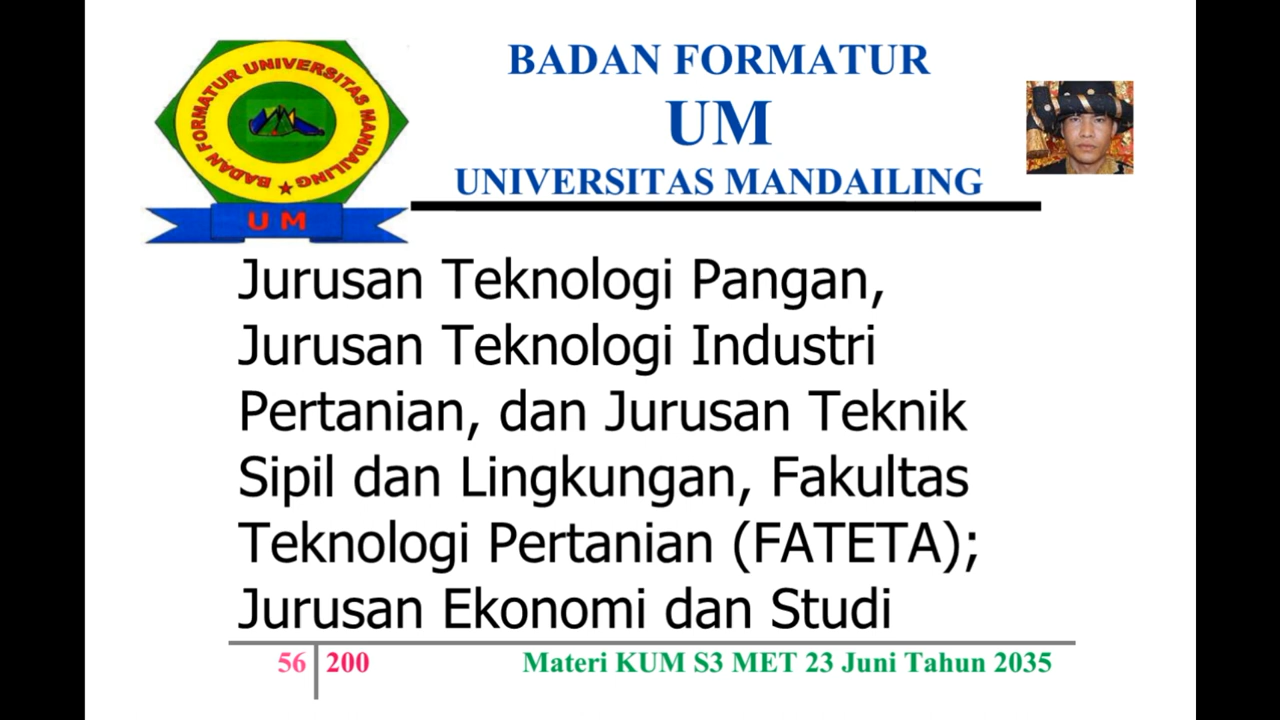 BADAN FORMATUR UNIVERSITAS MANDAILING
U M
BADAN FORMATUR
UM
UNIVERSITAS MANDAILING
Jurusan Teknologi Pangan,
Jurusan Teknologi Industri
Pertanian, dan Jurusan Teknik
Sipil dan Lingkungan, Fakultas
Teknologi Pertanian (FATETA);
Jurusan Ekonomi dan Studi
56 200 Materi KUM S3 MET 23 Juni Tahun 2035